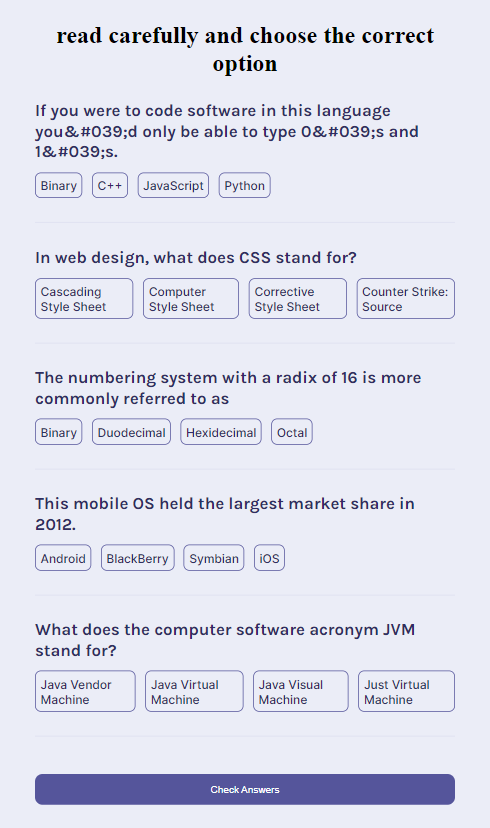 read carefully and choose the correct
option
If you were to code software in this language
you&#039;d only be able to type 0&#039;s and
1&#039;s.
Binary C++ JavaScript Python
In web design, what does CSS stand for?
Cascading Style Sheet
Computer Style Sheet
Corrective Style Sheet
Counter Strike: Source
The numbering system with a radix of 16 is more
commonly referred to as
Binary Duodecimal Hexidecimal Octal
This mobile OS held the largest market share in
2012.
Android BlackBerry Symbian iOS
What does the computer software acronym JVM
stand for?
Java Vendor Machine
Java Virtual Machine
Java Visual Machine
Just Virtual Machine
Check Answers